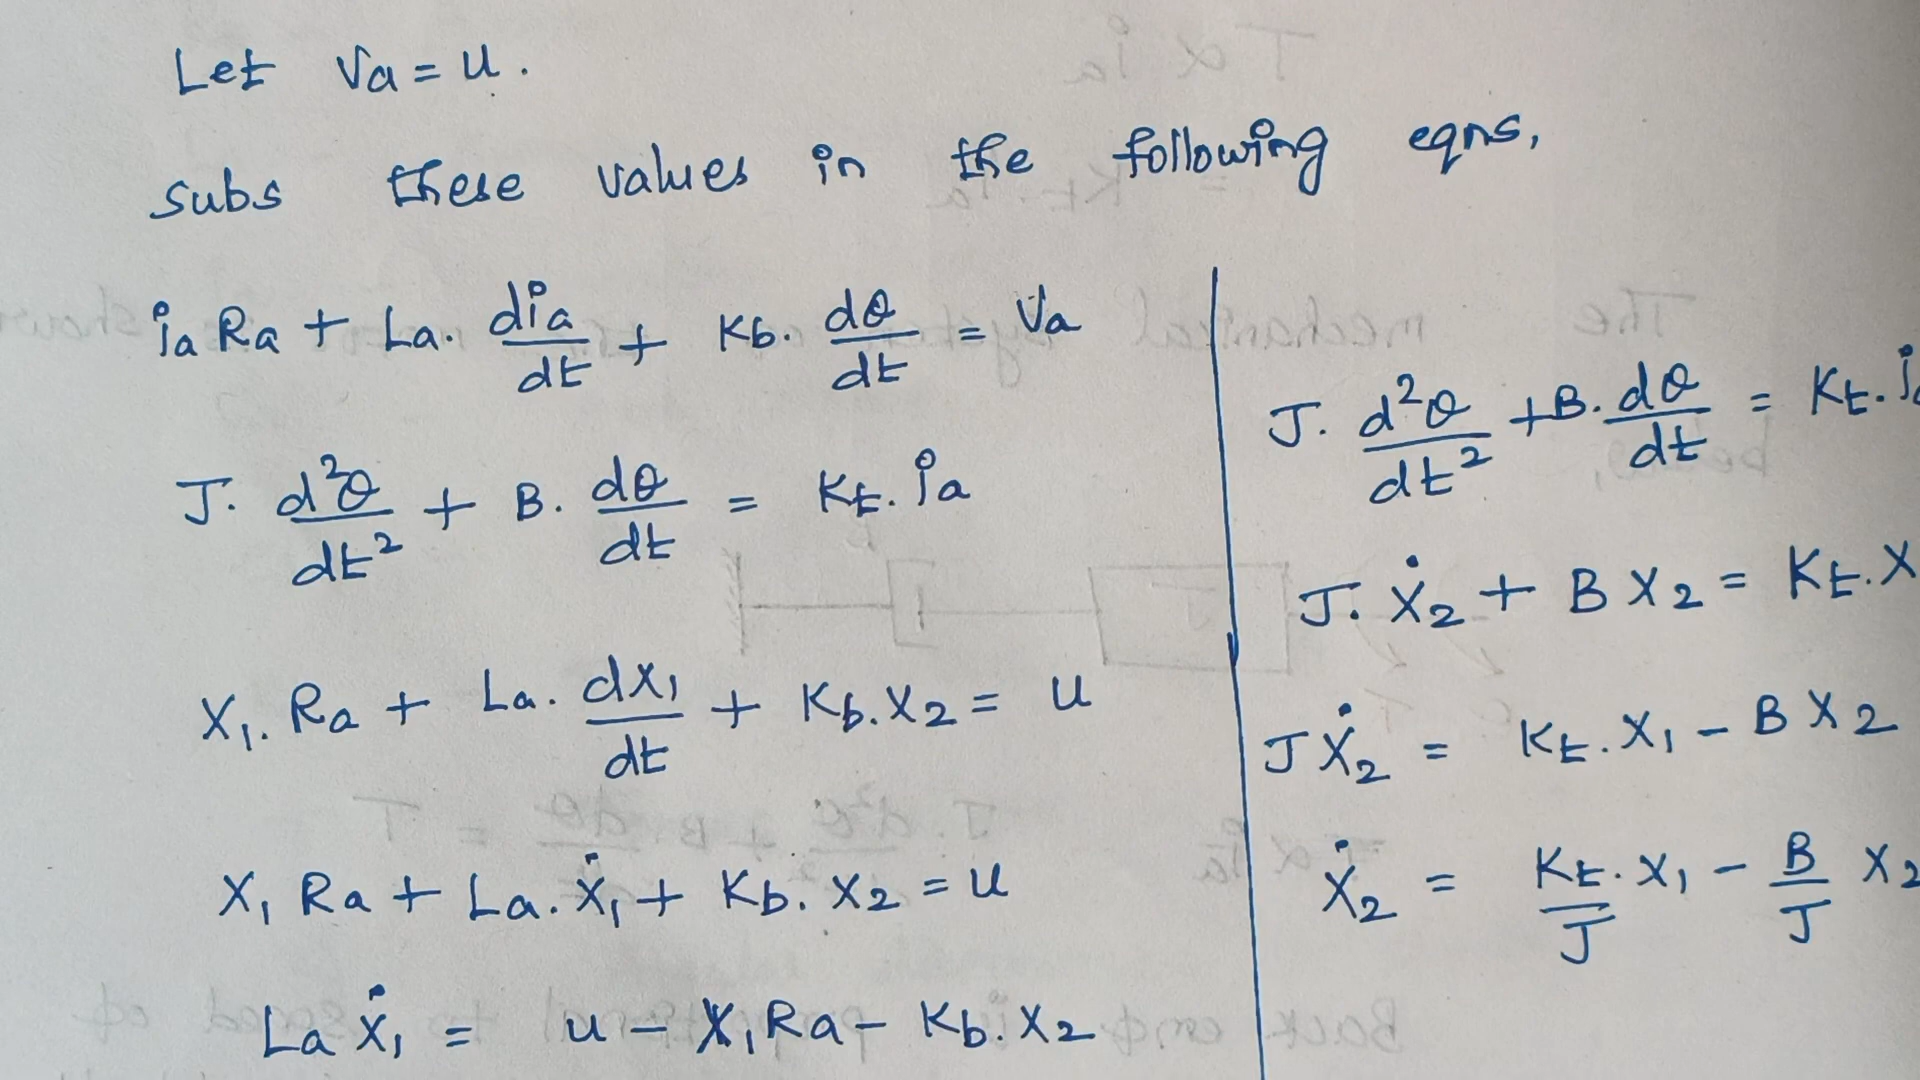 Let Va = u.
subs these values in the following eqns,
ia Ra + La. dia/dt + Kb. dθ/dt = Va
J. d²θ/dt² + B. dθ/dt = Kt. ia
X1. Ra + La. dX1/dt + Kb. X2 = u
X1 Ra + La. Ẋ1 + Kb. X2 = u
La Ẋ1 = u - X1 Ra - Kb. X2
J. d²θ/dt² + B. dθ/dt = Kt. i
J. Ẋ2 + B X2 = Kt. X
J Ẋ2 = Kt. X1 - B X2
Ẋ2 = Kt/J . X1 - B/J X2